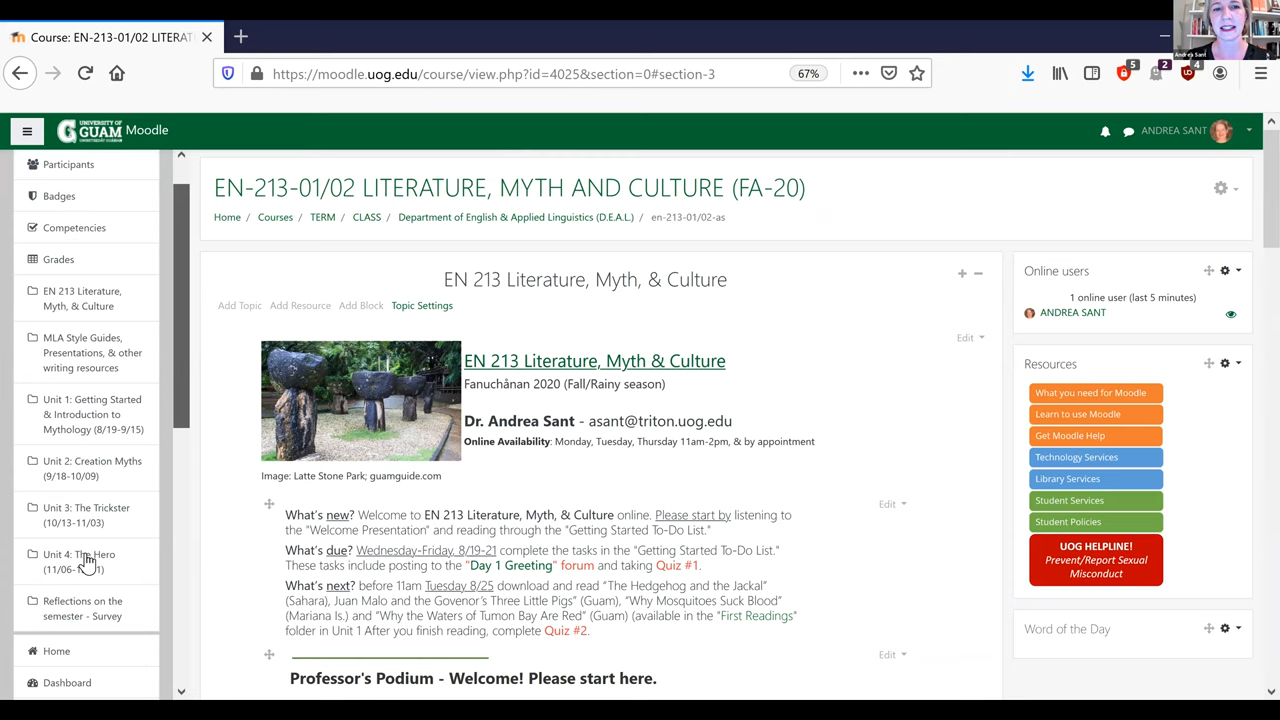 Course: EN-213-01/02 LITERAT
https://moodle.uog.edu/course/view.php?id=4025&section=0#section-3
67%
5
2
4
Andrea Sant
UNIVERSITY OF
GUAM
Moodle
ANDREA SANT
Participants
Badges
Competencies
Grades
EN 213 Literature,
Myth, & Culture
MLA Style Guides,
Presentations, & other
writing resources
Unit 1: Getting Started
& Introduction to
Mythology (8/19-9/15)
Unit 2: Creation Myths
(9/18-10/09)
Unit 3: The Trickster
(10/13-11/03)
Unit 4: The Hero
(11/06-
Reflections on the
semester - Survey
Home
Dashboard
EN-213-01/02 LITERATURE, MYTH AND CULTURE (FA-20)
Home / Courses / TERM / CLASS / Department of English & Applied Linguistics (D.E.A.L.) / en-213-01/02-as
EN 213 Literature, Myth, & Culture
Add Topic Add Resource Add Block Topic Settings
Edit
EN 213 Literature, Myth & Culture
Fanuchånan 2020 (Fall/Rainy season)
Dr. Andrea Sant - asant@triton.uog.edu
Online Availability: Monday, Tuesday, Thursday 11am-2pm, & by appointment
Image: Latte Stone Park; guamguide.com
Edit
What's new? Welcome to EN 213 Literature, Myth, & Culture online. Please start by listening to
the "Welcome Presentation" and reading through the "Getting Started To-Do List."
What's due? Wednesday-Friday, 8/19-21 complete the tasks in the "Getting Started To-Do List."
These tasks include posting to the "Day 1 Greeting" forum and taking Quiz #1.
What's next? before 11am Tuesday 8/25 download and read "The Hedgehog and the Jackal"
(Sahara), Juan Malo and the Govenor's Three Little Pigs" (Guam), "Why Mosquitoes Suck Blood"
(Mariana Is.) and "Why the Waters of Tumon Bay Are Red" (Guam) (available in the "First Readings"
folder in Unit 1 After you finish reading, complete Quiz #2.
Edit
Professor's Podium - Welcome! Please start here.
Online users
1 online user (last 5 minutes)
ANDREA SANT
Resources
What you need for Moodle
Learn to use Moodle
Get Moodle Help
Technology Services
Library Services
Student Services
Student Policies
UOG HELPLINE!
Prevent/Report Sexual
Misconduct
Word of the Day